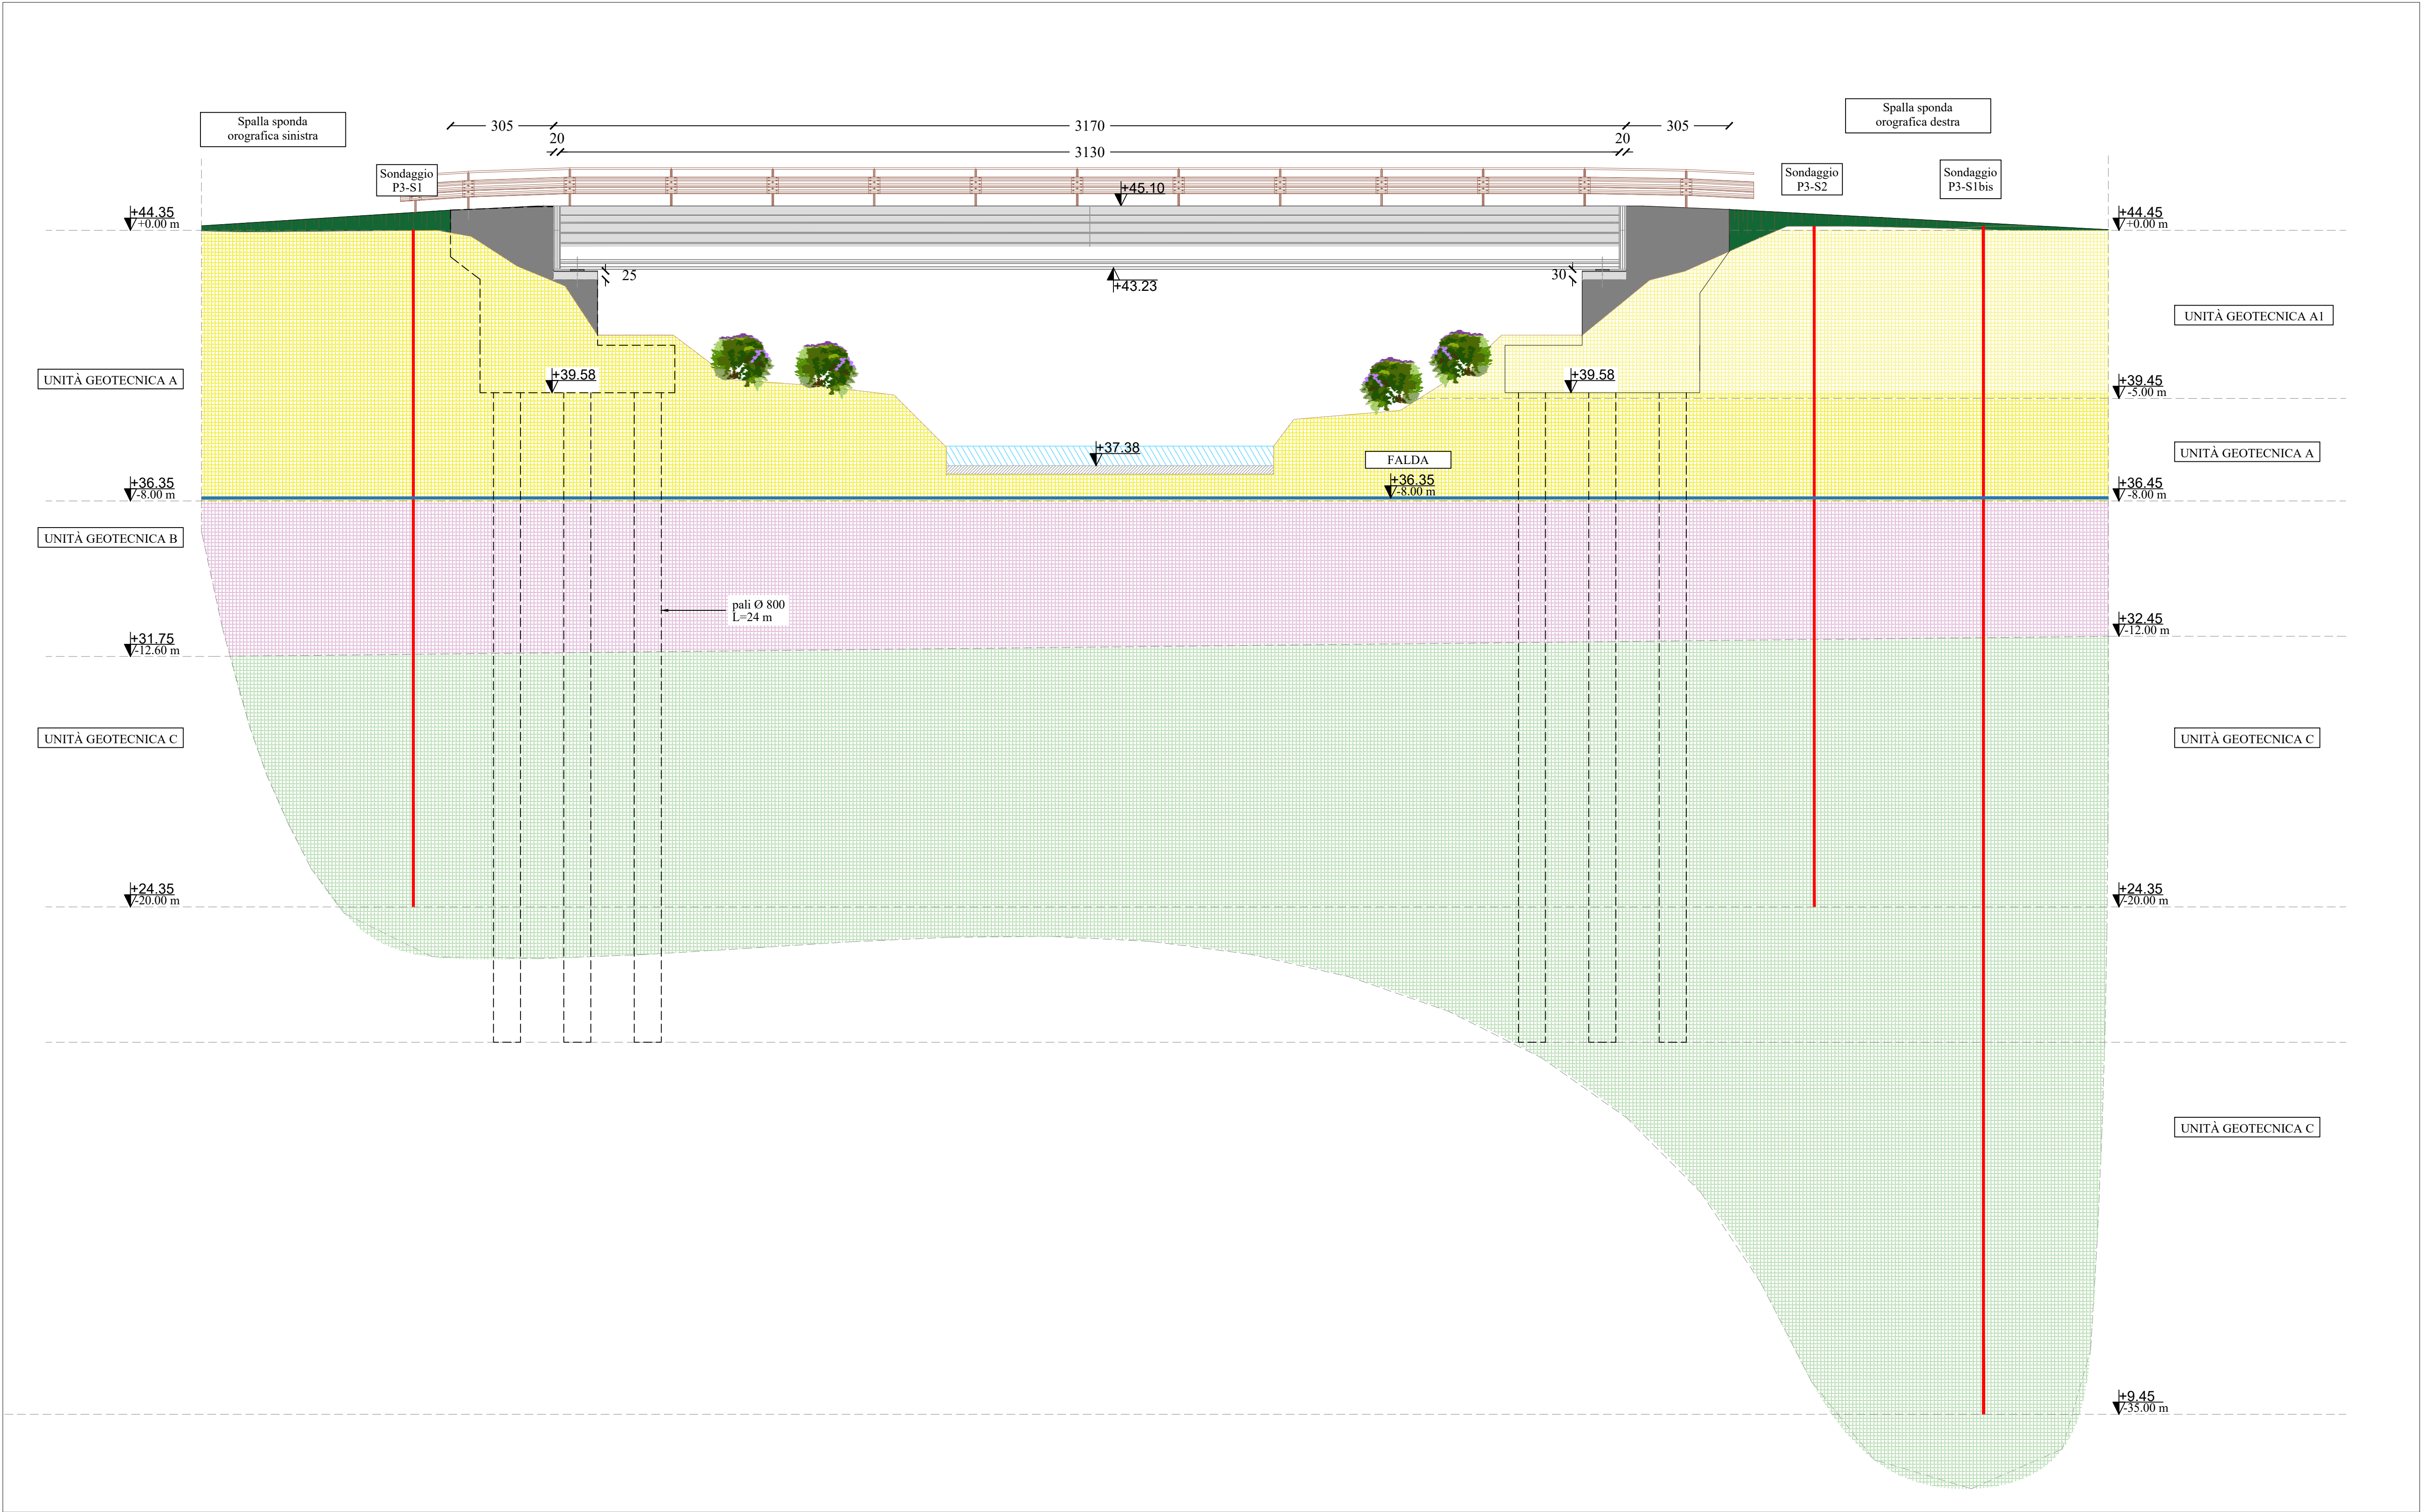 Spalla sponda
orografica sinistra
Spalla sponda
orografica destra
305
3170
305
20
20
3130
Sondaggio
P3-S1
Sondaggio
P3-S2
Sondaggio
P3-S1bis
+45.10
+44.35
+0.00 m
+44.45
+0.00 m
25
30
+43.23
UNITÀ GEOTECNICA A1
UNITÀ GEOTECNICA A
+39.58
+39.58
+39.45
-5.00 m
+37.38
FALDA
UNITÀ GEOTECNICA A
+36.35
-8.00 m
+36.35
-8.00 m
+36.45
-8.00 m
UNITÀ GEOTECNICA B
pali Ø 800
L=24 m
+31.75
-12.60 m
+32.45
-12.00 m
UNITÀ GEOTECNICA C
UNITÀ GEOTECNICA C
+24.35
-20.00 m
+24.35
-20.00 m
UNITÀ GEOTECNICA C
+9.45
-35.00 m